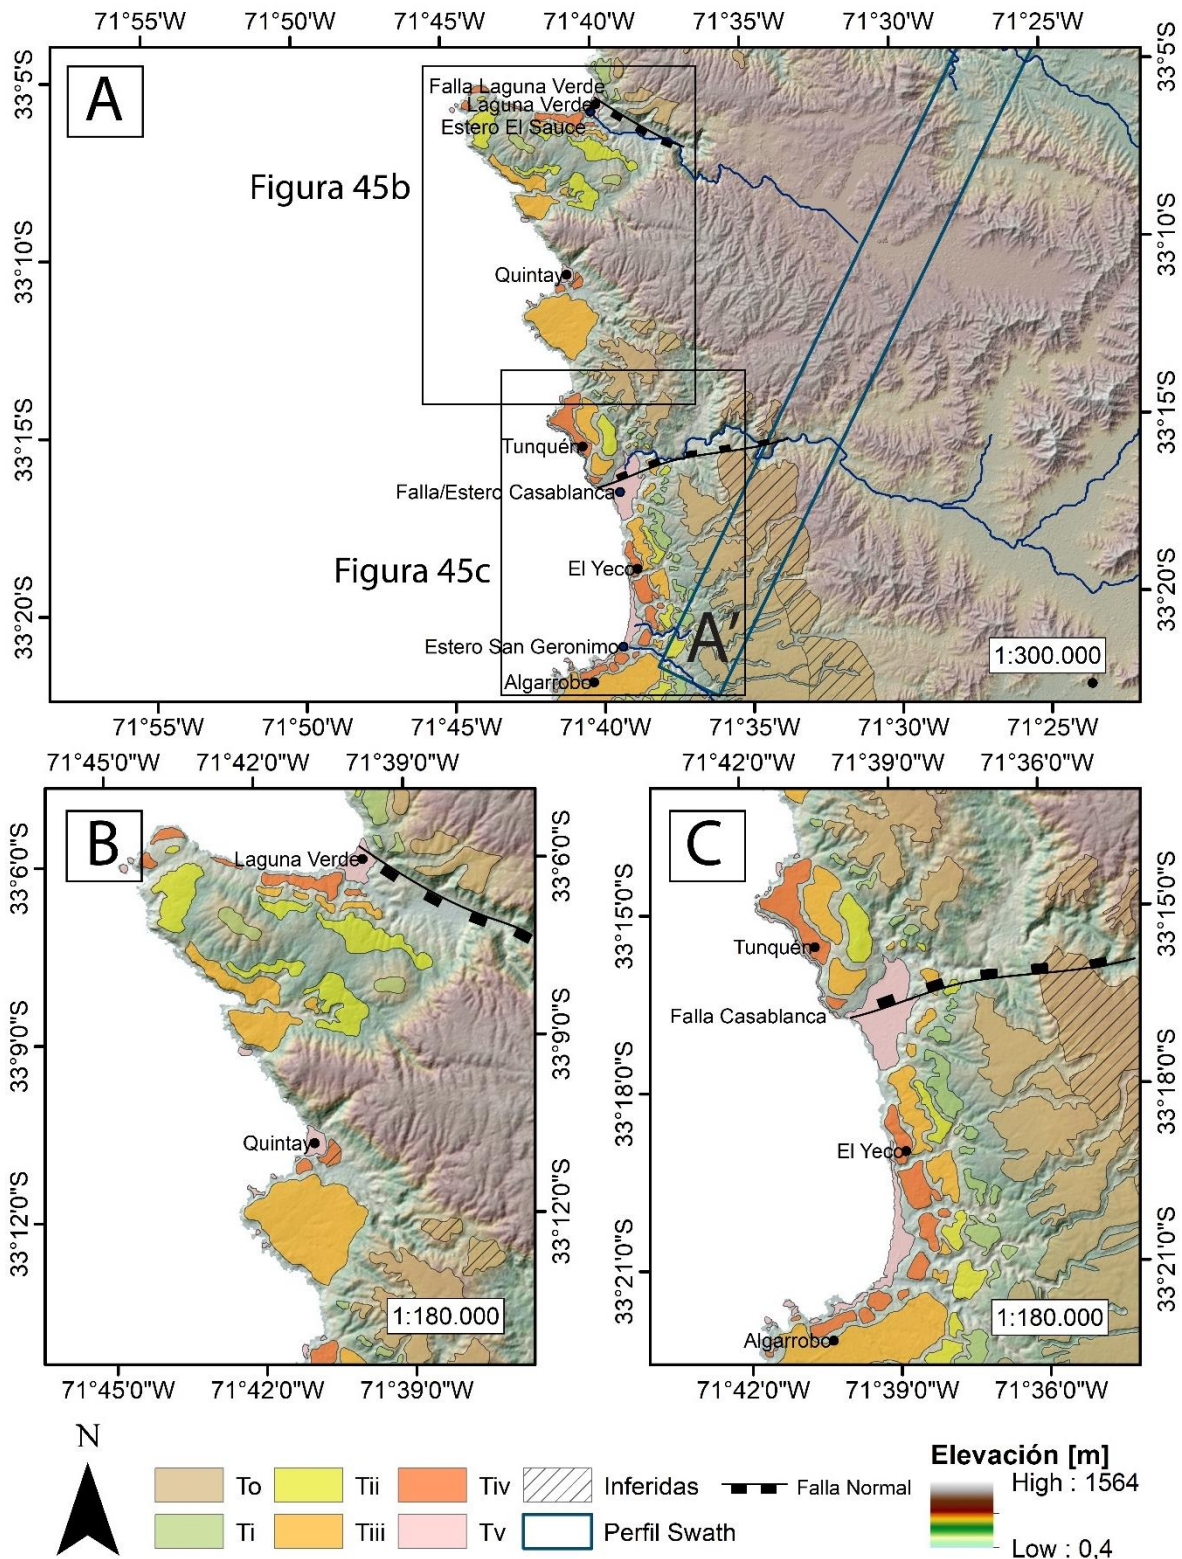 71°55'W 71°50'W 71°45'W 71°40'W 71°35'W 71°30'W 71°25'W
A
33°5'S
33°5'S
Falla Laguna Verde
Laguna Verde
Estero El Sauce
Figura 45b
33°10'S
33°10'S
Quintay
33°15'S
33°15'S
Tunquén
Falla/Estero Casablanca
Figura 45c
El Yeco
33°20'S
33°20'S
A'
Estero San Geronimo
1:300.000
Algarrobo
71°55'W 71°50'W 71°45'W 71°40'W 71°35'W 71°30'W 71°25'W
71°45'0"W 71°42'0"W 71°39'0"W
B
Laguna Verde
33°6'0"S
33°6'0"S
33°9'0"S
33°9'0"S
Quintay
33°12'0"S
33°12'0"S
1:180.000
71°45'0"W 71°42'0"W 71°39'0"W
71°42'0"W 71°39'0"W 71°36'0"W
C
33°15'0"S
33°15'0"S
Tunquén
Falla Casablanca
33°18'0"S
33°18'0"S
El Yeco
33°21'0"S
33°21'0"S
1:180.000
Algarrobo
71°42'0"W 71°39'0"W 71°36'0"W
N
To Tii Tiv Inferidas Falla Normal
Ti Tiii Tv Perfil Swath
Elevación [m]
High : 1564
Low : 0,4